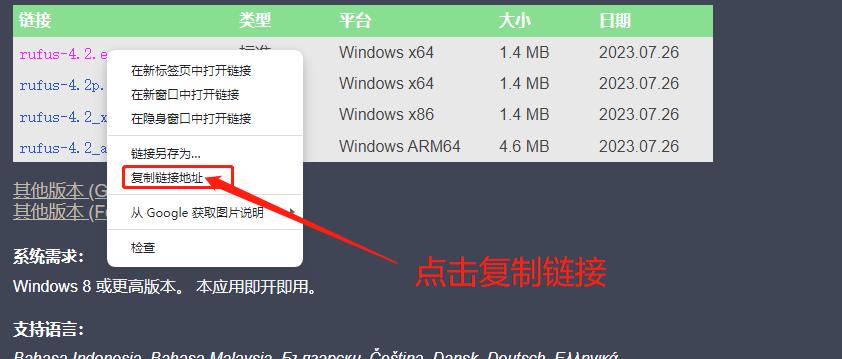 链接 类型 平台 大小 日期
rufus-4.2.e 标准 Windows x64 1.4 MB 2023.07.26
rufus-4.2p. Windows x64 1.4 MB 2023.07.26
rufus-4.2_x Windows x86 1.4 MB 2023.07.26
rufus-4.2_a Windows ARM64 4.6 MB 2023.07.26
在新标签页中打开链接
在新窗口中打开链接
在隐身窗口中打开链接
链接另存为...
复制链接地址
从 Google 获取图片说明
检查
点击复制链接
其他版本 (G
其他版本 (F
系统需求:
Windows 8 或更高版本。 本应用即开即用。
支持语言:
Bahasa Indonesia, Bahasa Malaysia, Български, Čeština, Dansk, Deutsch, Ελληνικά